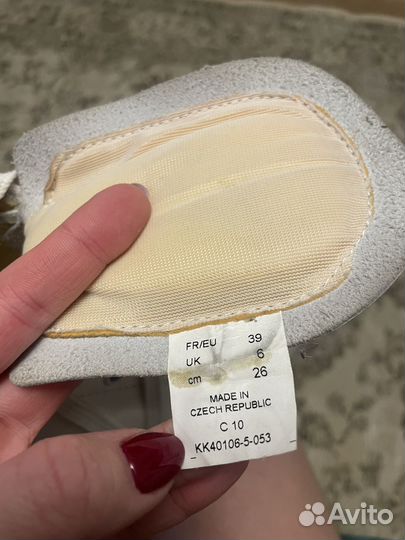 FR/EU 39
UK 6
cm 26
MADE IN
CZECH REPUBLIC
C 10
KK40106-5-053
Avito